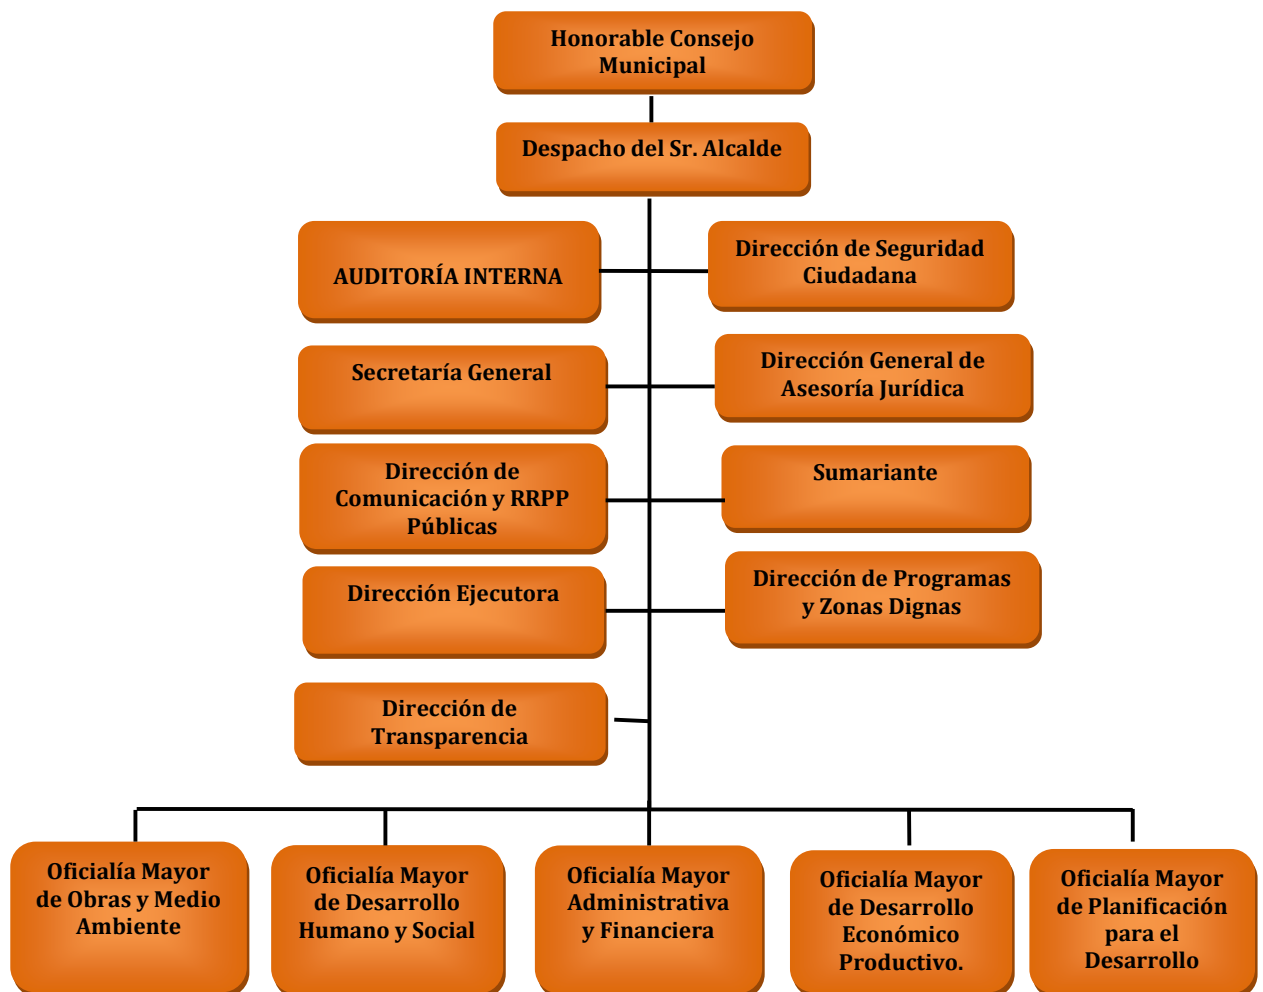 Honorable Consejo
Municipal
Despacho del Sr. Alcalde
AUDITORÍA INTERNA
Dirección de Seguridad
Ciudadana
Secretaría General
Dirección General de
Asesoría Jurídica
Dirección de
Comunicación y RRPP
Públicas
Sumariante
Dirección Ejecutora
Dirección de Programas
y Zonas Dignas
Dirección de
Transparencia
Oficialía Mayor
de Obras y Medio
Ambiente
Oficialía Mayor
de Desarrollo
Humano y Social
Oficialía Mayor
Administrativa
y Financiera
Oficialía Mayor
de Desarrollo
Económico
Productivo.
Oficialía Mayor
de Planificación
para el
Desarrollo